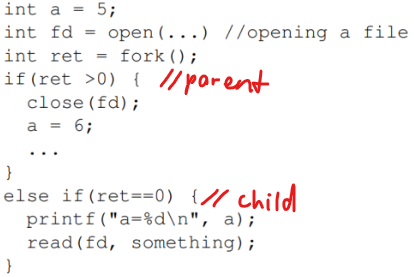 int a = 5;
int fd = open(...) //opening a file
int ret = fork();
if(ret >0) { //parent
close(fd);
a = 6;
...
}
else if(ret==0) { // child
printf("a=%d\n", a);
read(fd, something);
}